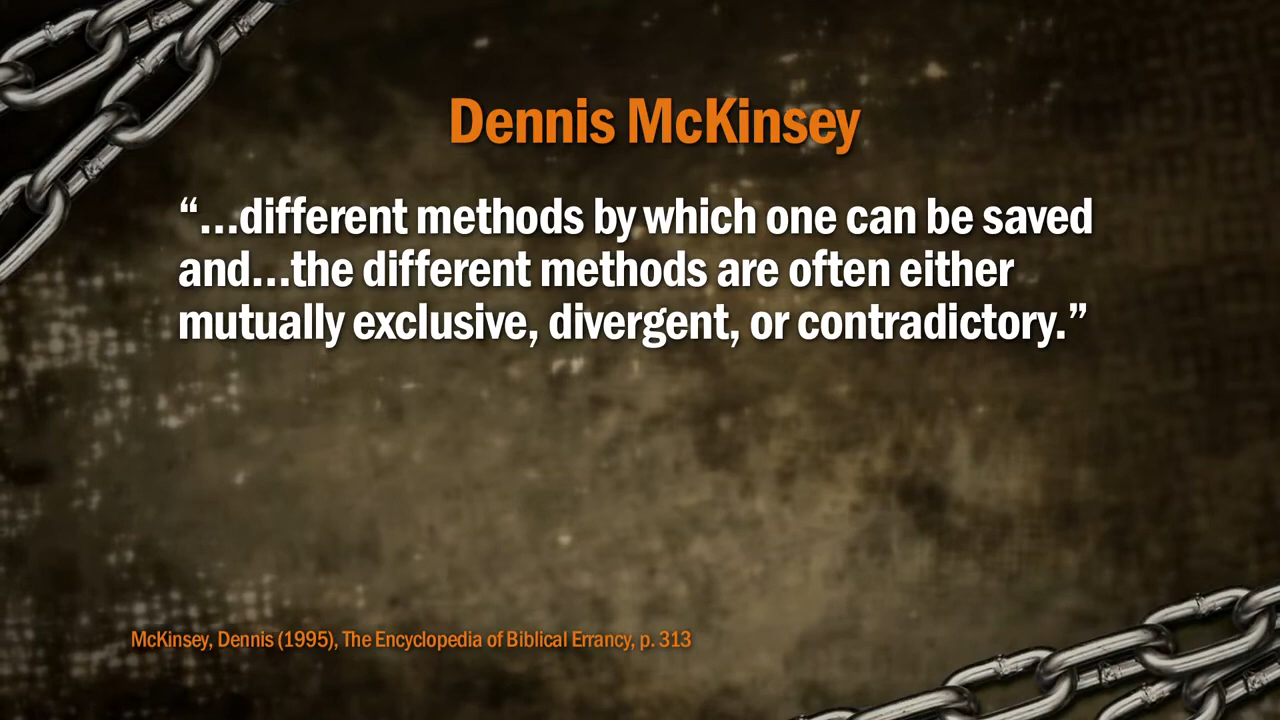 Dennis McKinsey
“...different methods by which one can be saved
and...the different methods are often either
mutually exclusive, divergent, or contradictory.”
McKinsey, Dennis (1995), The Encyclopedia of Biblical Errancy, p. 313